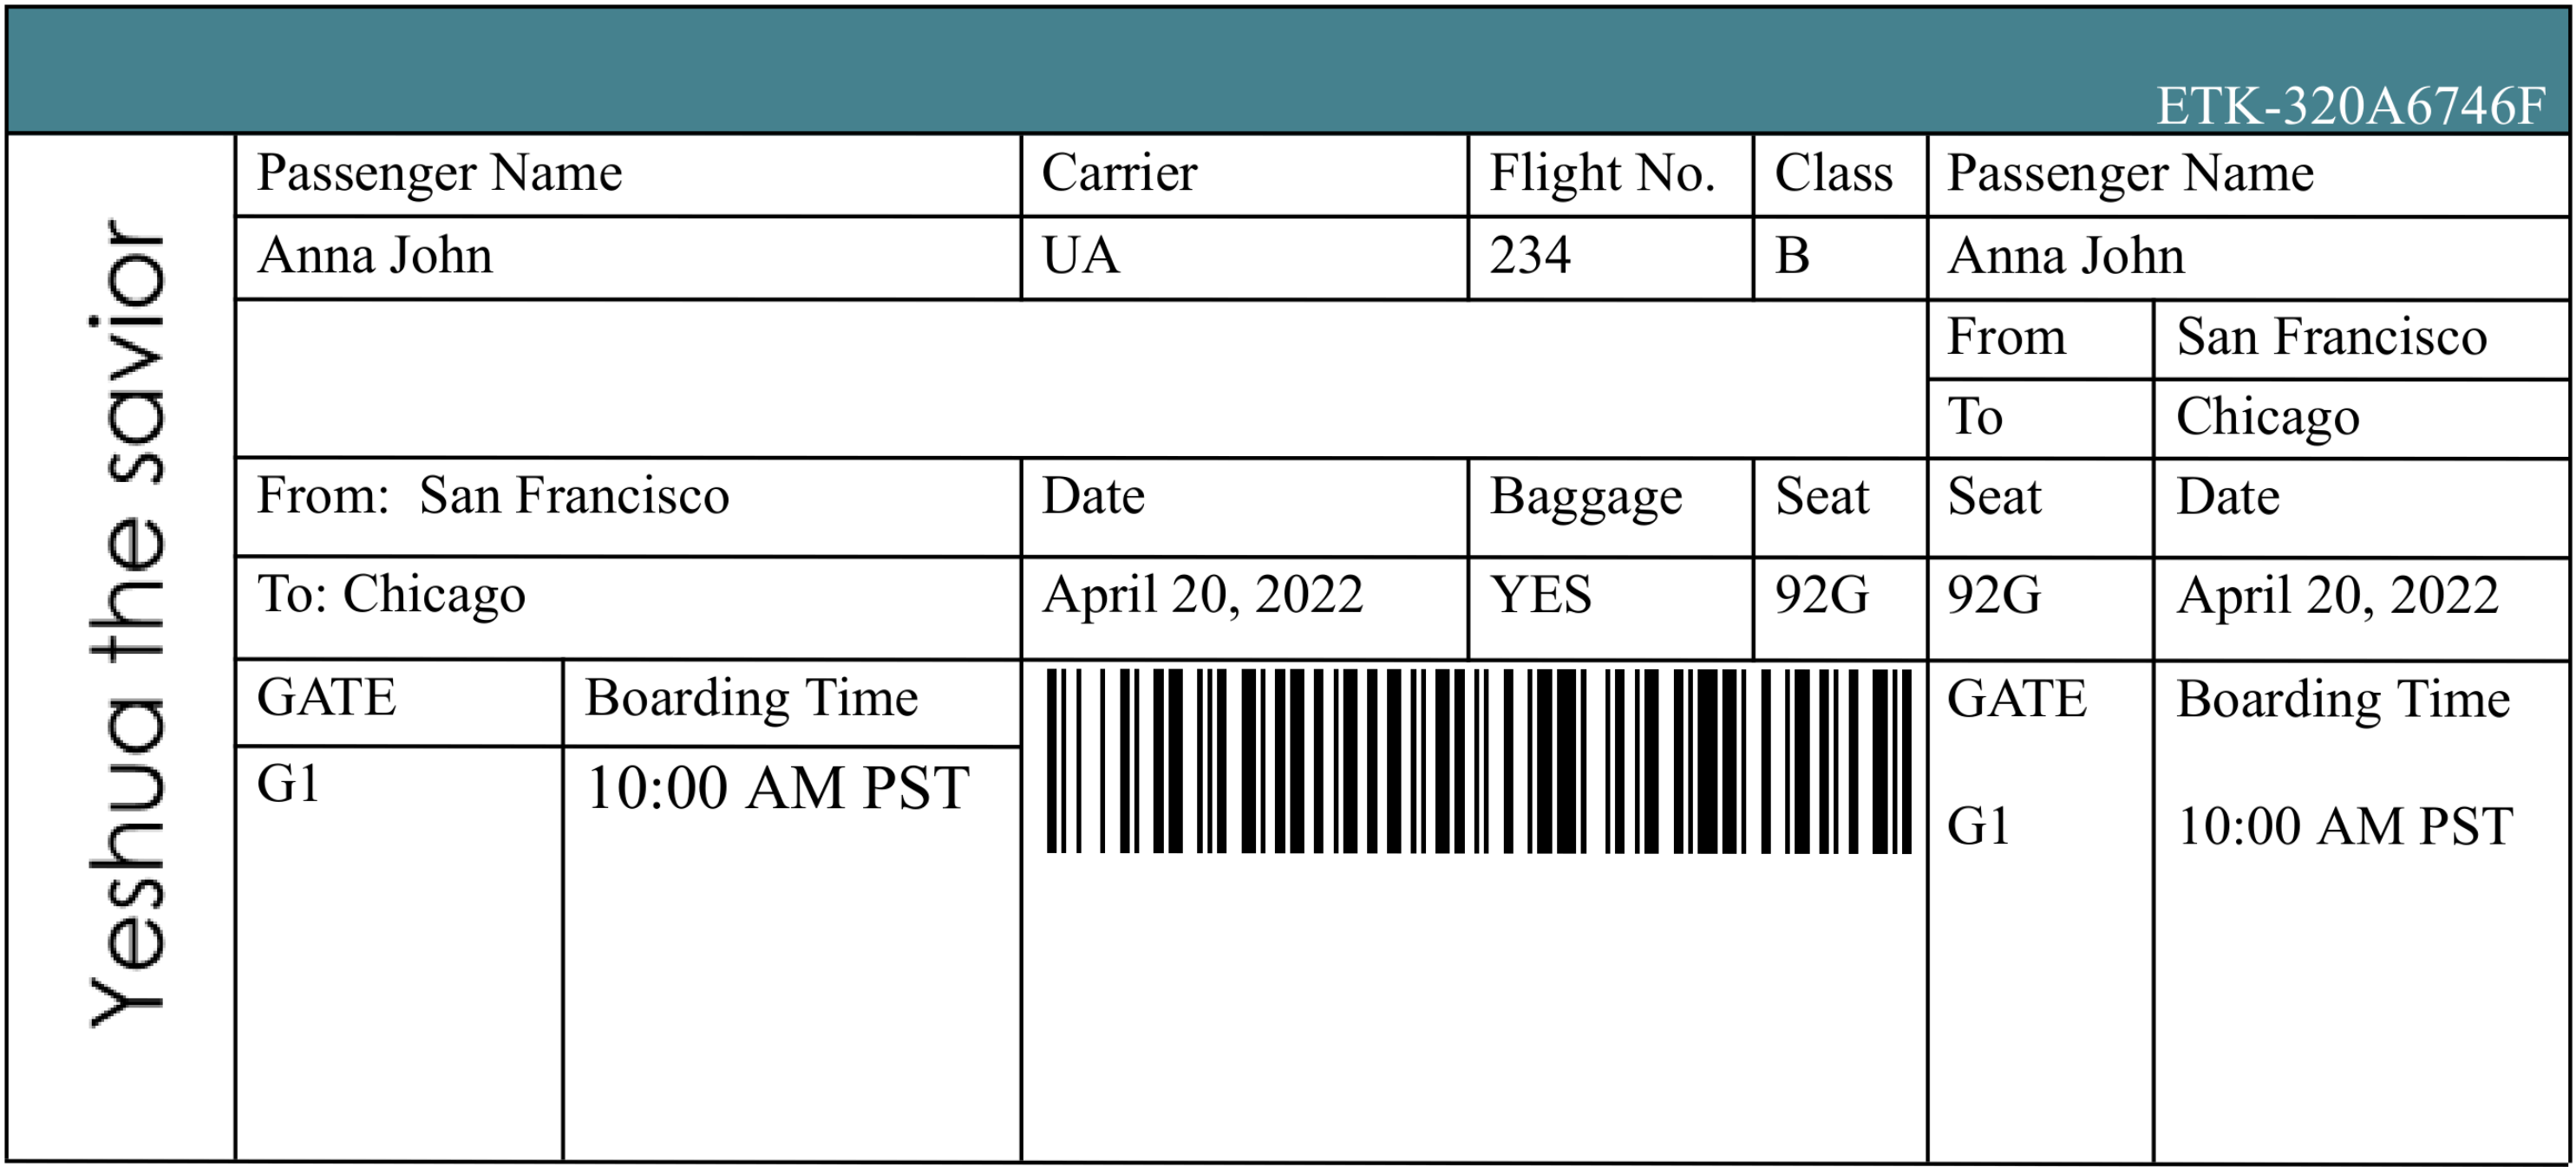 ETK-320A6746F
Yeshua the savior
Passenger Name Carrier Flight No. Class Passenger Name
Anna John UA 234 B Anna John
From San Francisco
To Chicago
From: San Francisco Date Baggage Seat Seat Date
To: Chicago April 20, 2022 YES 92G 92G April 20, 2022
GATE Boarding Time GATE Boarding Time
G1 10:00 AM PST G1 10:00 AM PST